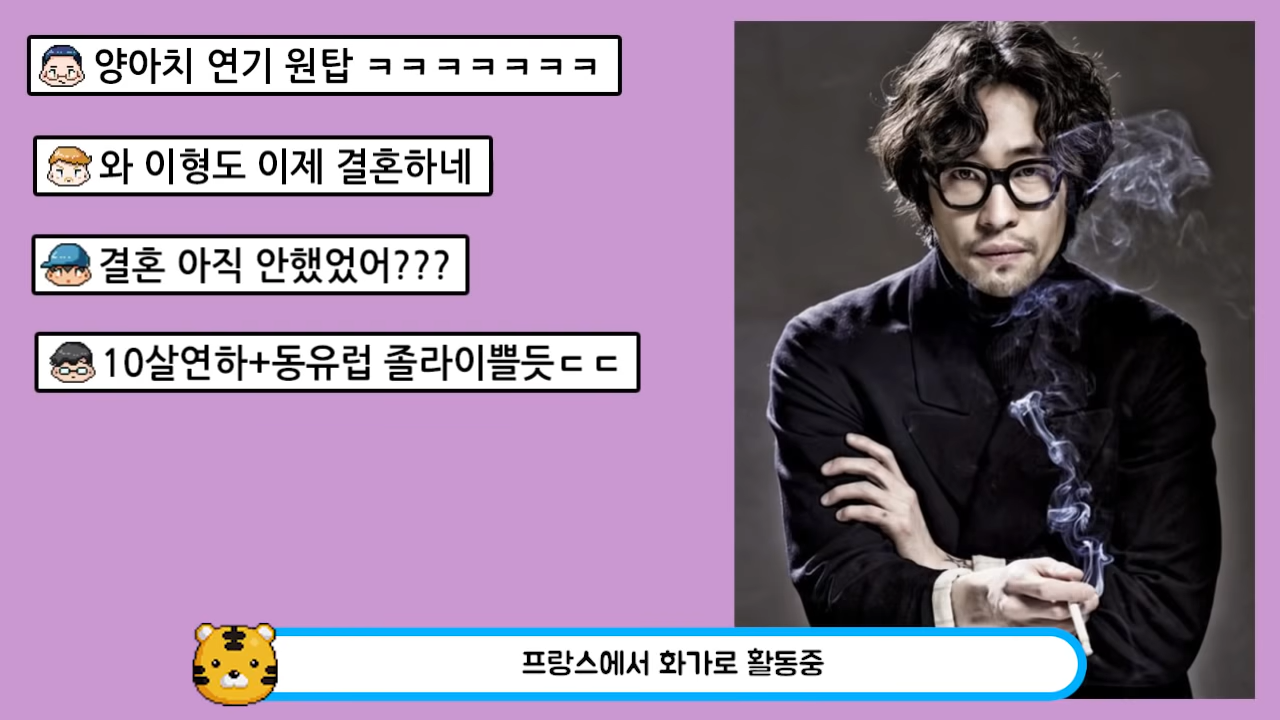 양아치 연기 원탑 ㅋㅋㅋㅋㅋㅋㅋ
와 이형도 이제 결혼하네
결혼 아직 안했었어???
10살연하+동유럽 졸라이쁠듯ㄷㄷ
프랑스에서 화가로 활동중